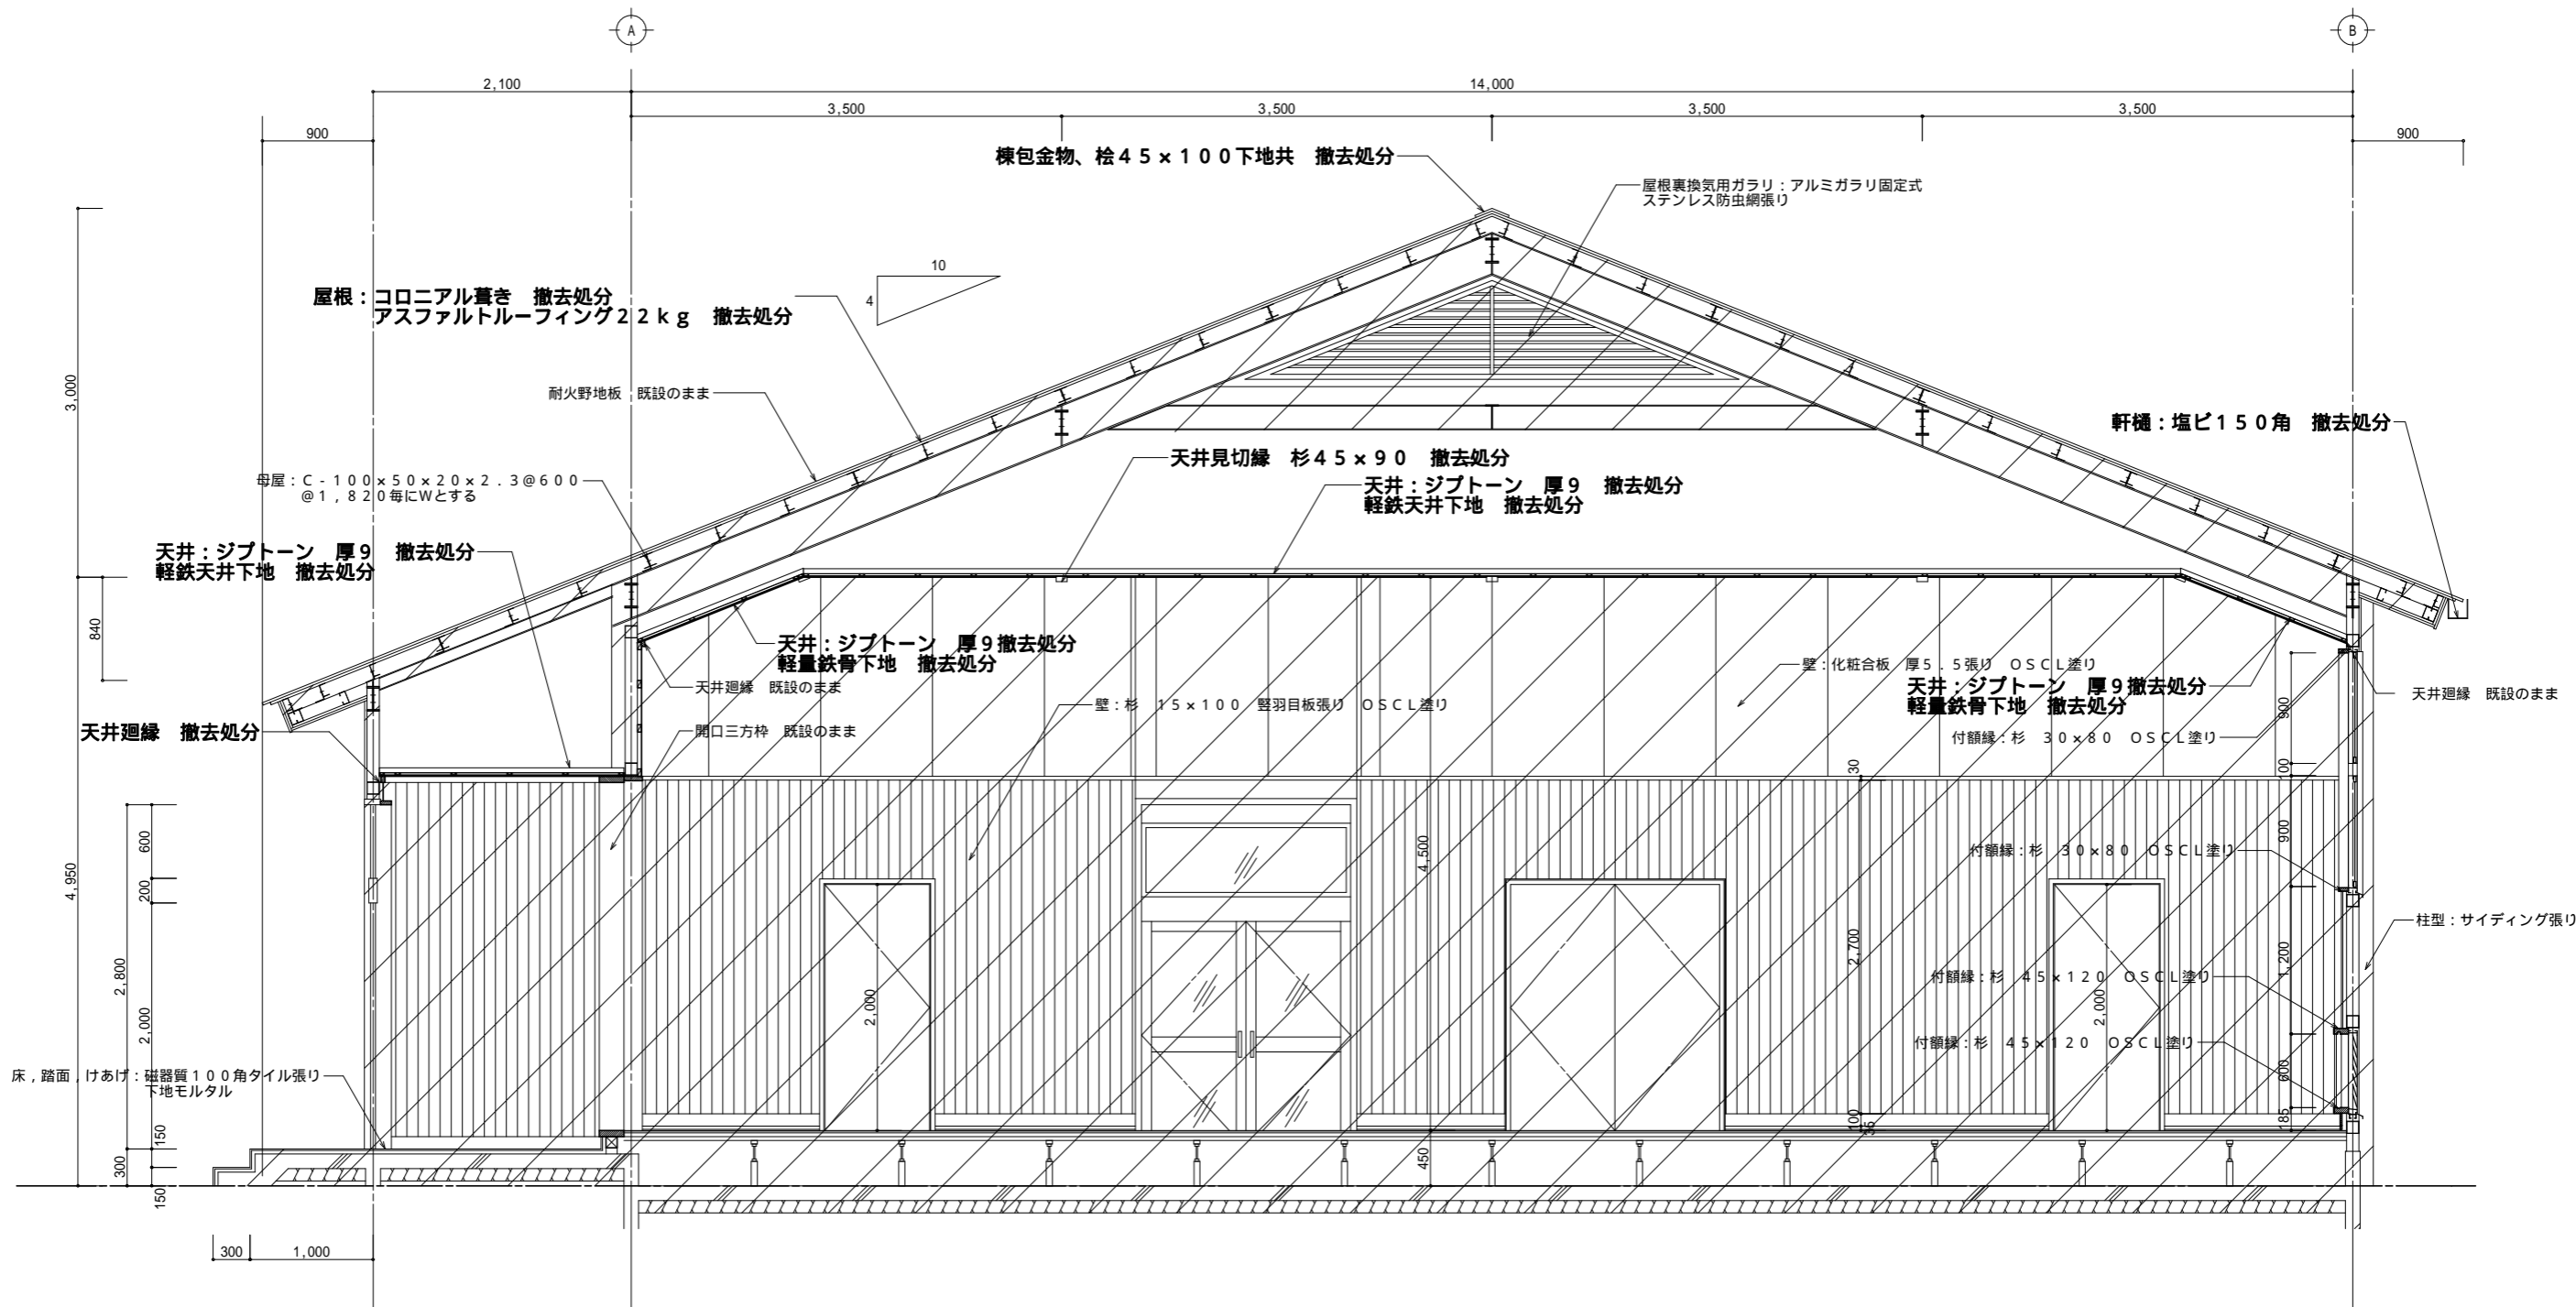 A
B
2,100
14,000
3,500
3,500
3,500
3,500
900
900
棟包金物、桧45×100下地共　撤去処分
屋根裏換気用ガラリ：アルミガラリ固定式
ステンレス防虫網張り
10
4
屋根：コロニアル葺き　撤去処分
アスファルトルーフィング22kg　撤去処分
耐火野地板　既設のまま
3,000
軒樋：塩ビ150角　撤去処分
天井見切縁　杉45×90　撤去処分
母屋：C-100×50×20×2.3@600
@1,820毎にWとする
天井：ジプトーン　厚9　撤去処分
軽鉄天井下地　撤去処分
天井：ジプトーン　厚9　撤去処分
軽鉄天井下地　撤去処分
840
天井：ジプトーン　厚9撤去処分
軽量鉄骨下地　撤去処分
天井廻縁　既設のまま
壁：化粧合板　厚5.5張り　OSCL塗り
天井：ジプトーン　厚9撤去処分
軽量鉄骨下地　撤去処分
天井廻縁　既設のまま
壁：杉　15×100　竪羽目板張り　OSCL塗り
開口三方枠　既設のまま
天井廻縁　撤去処分
付額縁：杉　30×80　OSCL塗り
900
100
30
600
200
4,950
4,500
900
付額縁：杉　30×80　OSCL塗り
柱型：サイディング張り
2,800
2,000
2,000
2,700
1,200
付額縁：杉　45×120　OSCL塗り
2,000
付額縁：杉　45×120　OSCL塗り
600
床，踏面，けあげ：磁器質100角タイル張り
下地モルタル
150
300
150
100
35
185
450
300
1,000